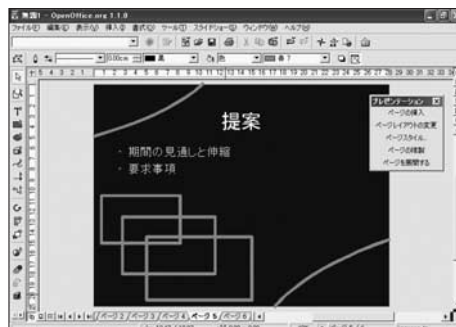 無題1 - OpenOffice.org 1.1.0
ファイル(F) 編集(E) 表示(V) 挿入(I) 書式(O) ツール(T) スライドショー(D) ウィンドウ(W) ヘルプ(H)
0.00cm 黒 色
提案
・ 期間の見通しと伸縮
・ 要求事項
プレゼンテーション
ページの挿入
ページレイアウトの変更
ページスタイル...
ページの複製
ページを展開する
ページ 2 ページ 3 ページ 4 ページ 5 ページ 6